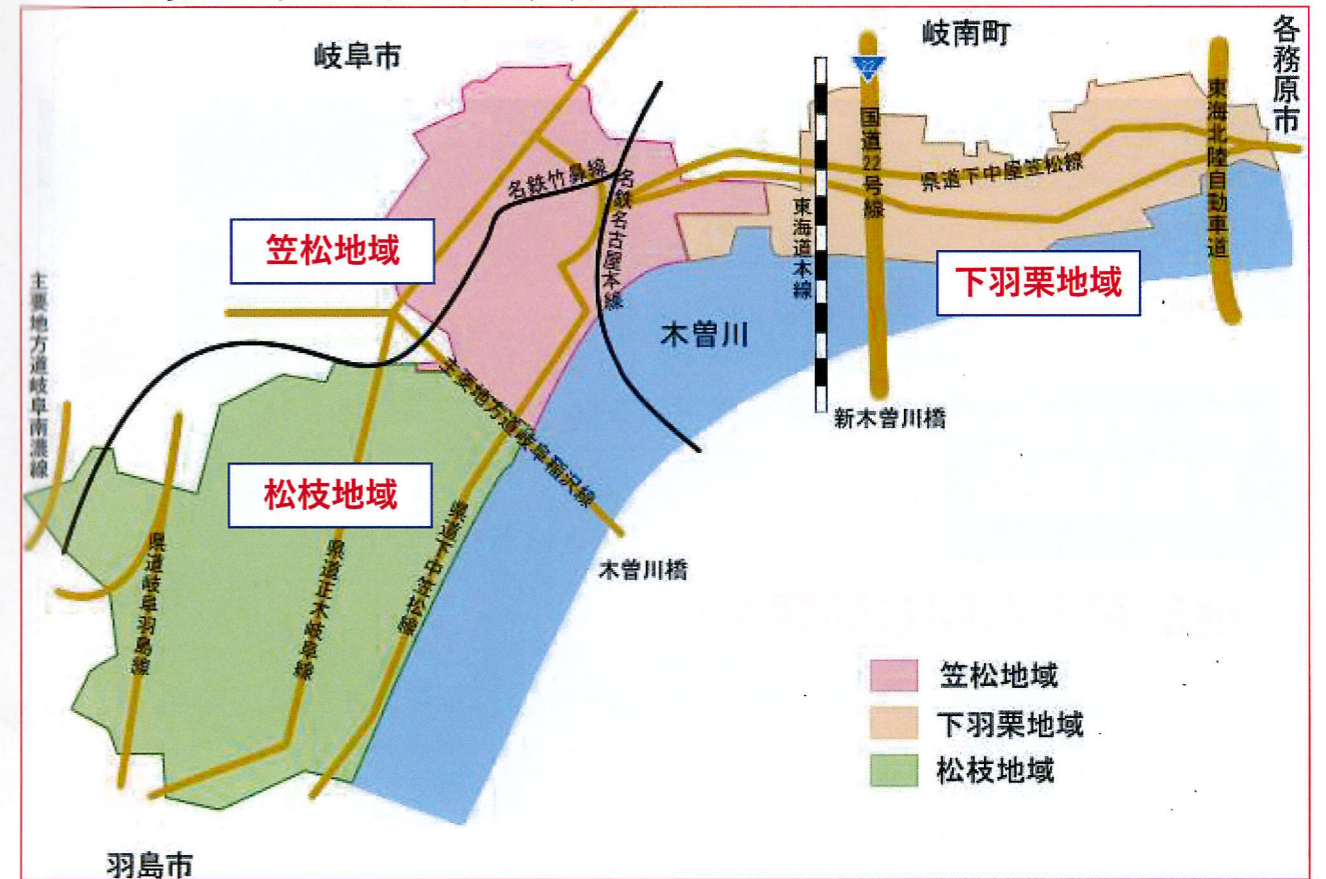 岐阜市
岐南町
各務原市
22
国道22号線
東海北陸自動車道
県道下中屋笠松線
名鉄竹鼻線
名鉄名古屋本線
東海道本線
笠松地域
下羽栗地域
木曽川
主要地方道岐阜南濃線
主要地方道岐阜稲沢線
新木曽川橋
松枝地域
県道岐阜羽島線
県道正木岐阜線
県道下中笠松線
木曽川橋
笠松地域
下羽栗地域
松枝地域
羽島市